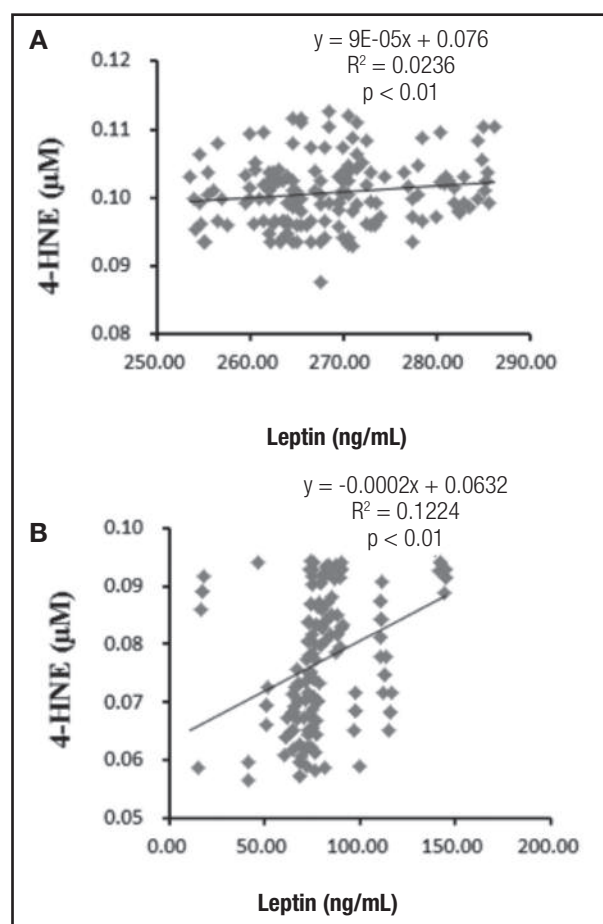 A
y = 9E-05x + 0.076
R² = 0.0236
p < 0.01
0.12
0.11
0.10
0.09
0.08
4-HNE (µM)
250.00 260.00 270.00 280.00 290.00
Leptin (ng/mL)
B
y = -0.0002x + 0.0632
R² = 0.1224
p < 0.01
0.10
0.09
0.08
0.07
0.06
0.05
4-HNE (µM)
0.00 50.00 100.00 150.00 200.00
Leptin (ng/mL)